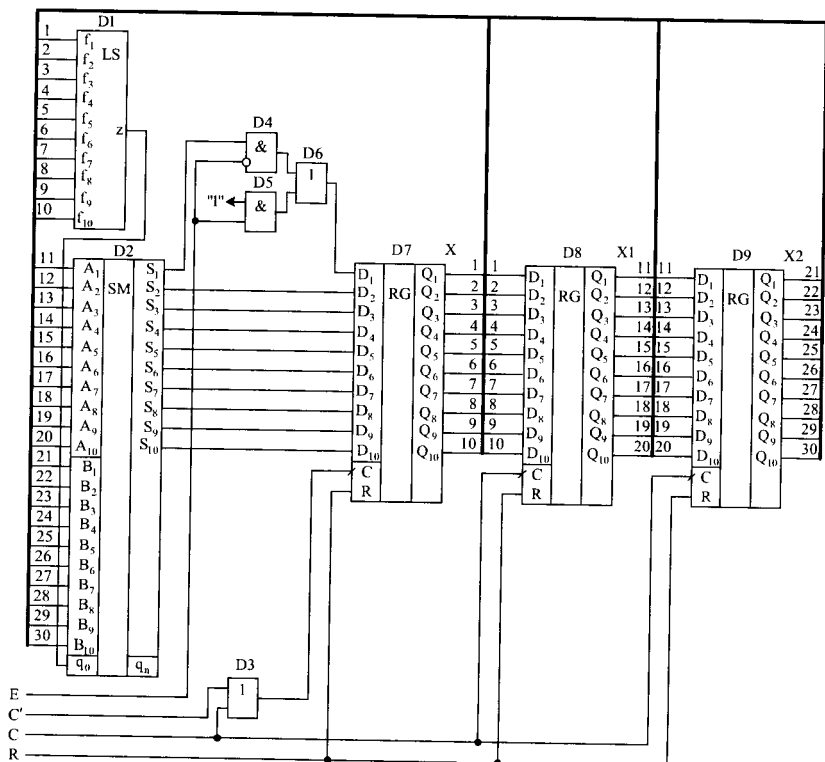 D1
1 f₁ LS
2 f₂
3 f₃
4 f₄
5 f₅
6 f₆ z
7 f₇
8 f₈
9 f₉
10 f₁₀
D4
&
D6
1
D5
"1" &
D2
11 A₁ SM S₁
12 A₂ S₂
13 A₃ S₃
14 A₄ S₄
15 A₅ S₅
16 A₆ S₆
17 A₇ S₇
18 A₈ S₈
19 A₉ S₉
20 A₁₀ S₁₀
21 B₁
22 B₂
23 B₃
24 B₄
25 B₅
26 B₆
27 B₇
28 B₈
29 B₉
30 B₁₀
q₀ qₙ
D7 X
D₁ RG Q₁ 1 1
D₂ Q₂ 2 2
D₃ Q₃ 3 3
D₄ Q₄ 4 4
D₅ Q₅ 5 5
D₆ Q₆ 6 6
D₇ Q₇ 7 7
D₈ Q₈ 8 8
D₉ Q₉ 9 9
D₁₀ Q₁₀ 10 10
C
R
D8 X1
D₁ RG Q₁ 11 11
D₂ Q₂ 12 12
D₃ Q₃ 13 13
D₄ Q₄ 14 14
D₅ Q₅ 15 15
D₆ Q₆ 16 16
D₇ Q₇ 17 17
D₈ Q₈ 18 18
D₉ Q₉ 19 19
D₁₀ Q₁₀ 20 20
C
R
D9 X2
D₁ RG Q₁ 21
D₂ Q₂ 22
D₃ Q₃ 23
D₄ Q₄ 24
D₅ Q₅ 25
D₆ Q₆ 26
D₇ Q₇ 27
D₈ Q₈ 28
D₉ Q₉ 29
D₁₀ Q₁₀ 30
C
R
D3
1
E
C'
C
R